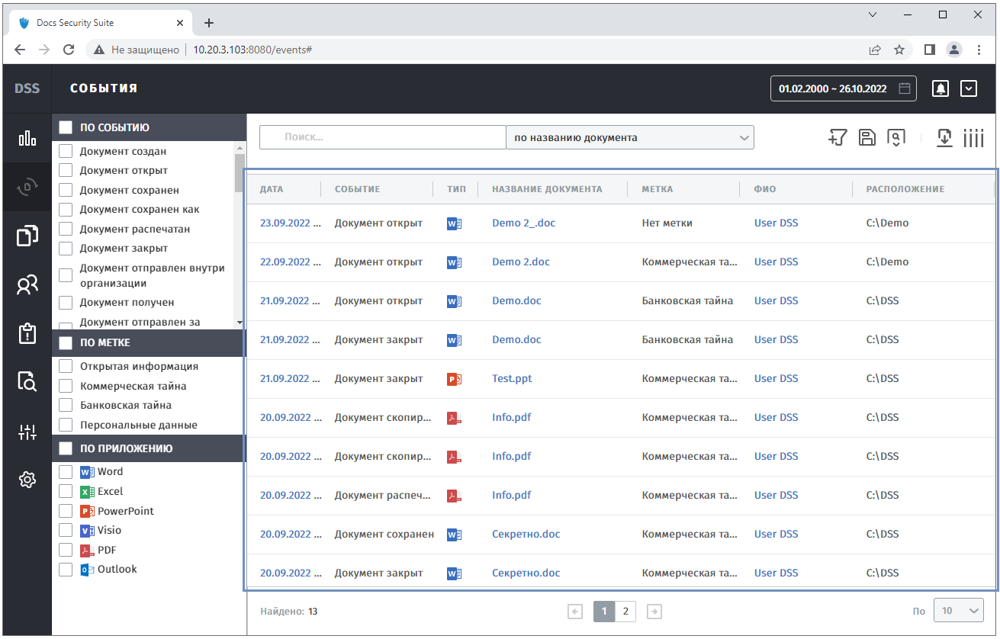 Docs Security Suite
Не защищено
10.20.3.103:8080/events#
DSS
СОБЫТИЯ
01.02.2000 ~ 26.10.2022
ПО СОБЫТИЮ
Документ создан
Документ открыт
Документ сохранен
Документ сохранен как
Документ распечатан
Документ закрыт
Документ отправлен внутри
организации
Документ получен
Документ отправлен за
ПО МЕТКЕ
Открытая информация
Коммерческая тайна
Банковская тайна
Персональные данные
ПО ПРИЛОЖЕНИЮ
Word
Excel
PowerPoint
Visio
PDF
Outlook
Поиск...
по названию документа
ДАТА СОБЫТИЕ ТИП НАЗВАНИЕ ДОКУМЕНТА МЕТКА ФИО РАСПОЛОЖЕНИЕ
23.09.2022 ... Документ открыт Demo 2_.doc Нет метки User DSS C:\Demo
22.09.2022 ... Документ открыт Demo 2.doc Коммерческая та... User DSS C:\Demo
21.09.2022 ... Документ открыт Demo.doc Банковская тайна User DSS C:\DSS
21.09.2022 ... Документ закрыт Demo.doc Банковская тайна User DSS C:\DSS
21.09.2022 ... Документ закрыт Test.ppt Коммерческая та... User DSS C:\DSS
20.09.2022 ... Документ скопир... Info.pdf Коммерческая та... User DSS C:\DSS
20.09.2022 ... Документ скопир... Info.pdf Коммерческая та... User DSS C:\DSS
20.09.2022 ... Документ распеч... Info.pdf Коммерческая та... User DSS C:\DSS
20.09.2022 ... Документ сохранен Секретно.doc Коммерческая та... User DSS C:\DSS
20.09.2022 ... Документ закрыт Секретно.doc Коммерческая та... User DSS C:\DSS
Найдено: 13
1 2
По 10